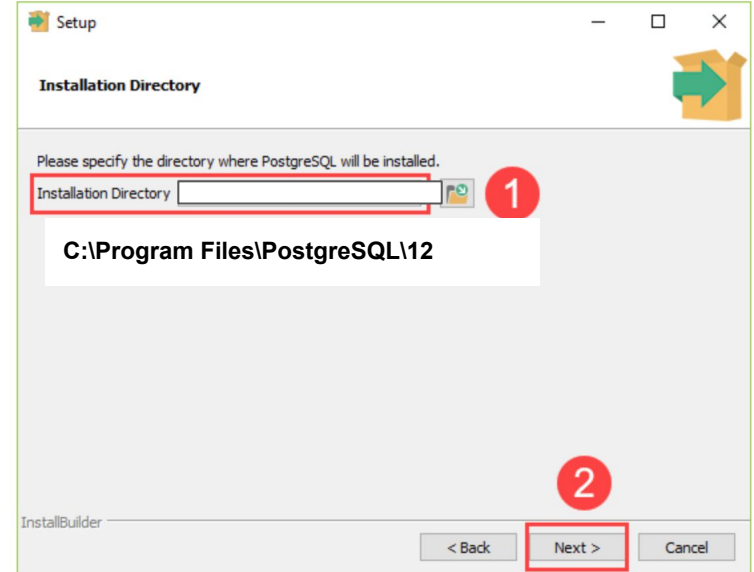 Setup
Installation Directory
Please specify the directory where PostgreSQL will be installed.
Installation Directory
1
C:\Program Files\PostgreSQL\12
2
InstallBuilder
< Back Next > Cancel